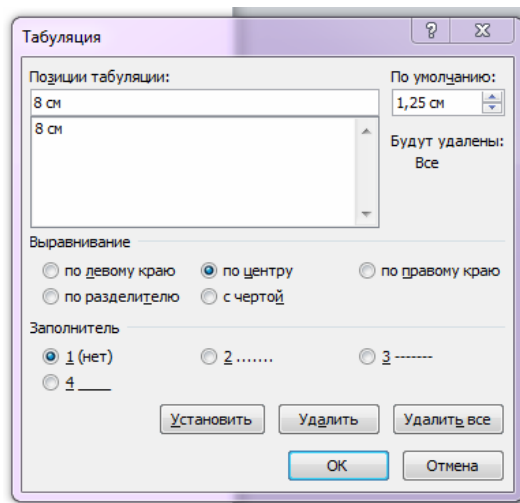 Табуляция
Позиции табуляции:
По умолчанию:
8 см
1,25 см
8 см
Будут удалены:
Все
Выравнивание
по левому краю
по центру
по правому краю
по разделителю
с чертой
Заполнитель
1 (нет)
2 .......
3 -------
4 ___
Установить
Удалить
Удалить все
ОК
Отмена